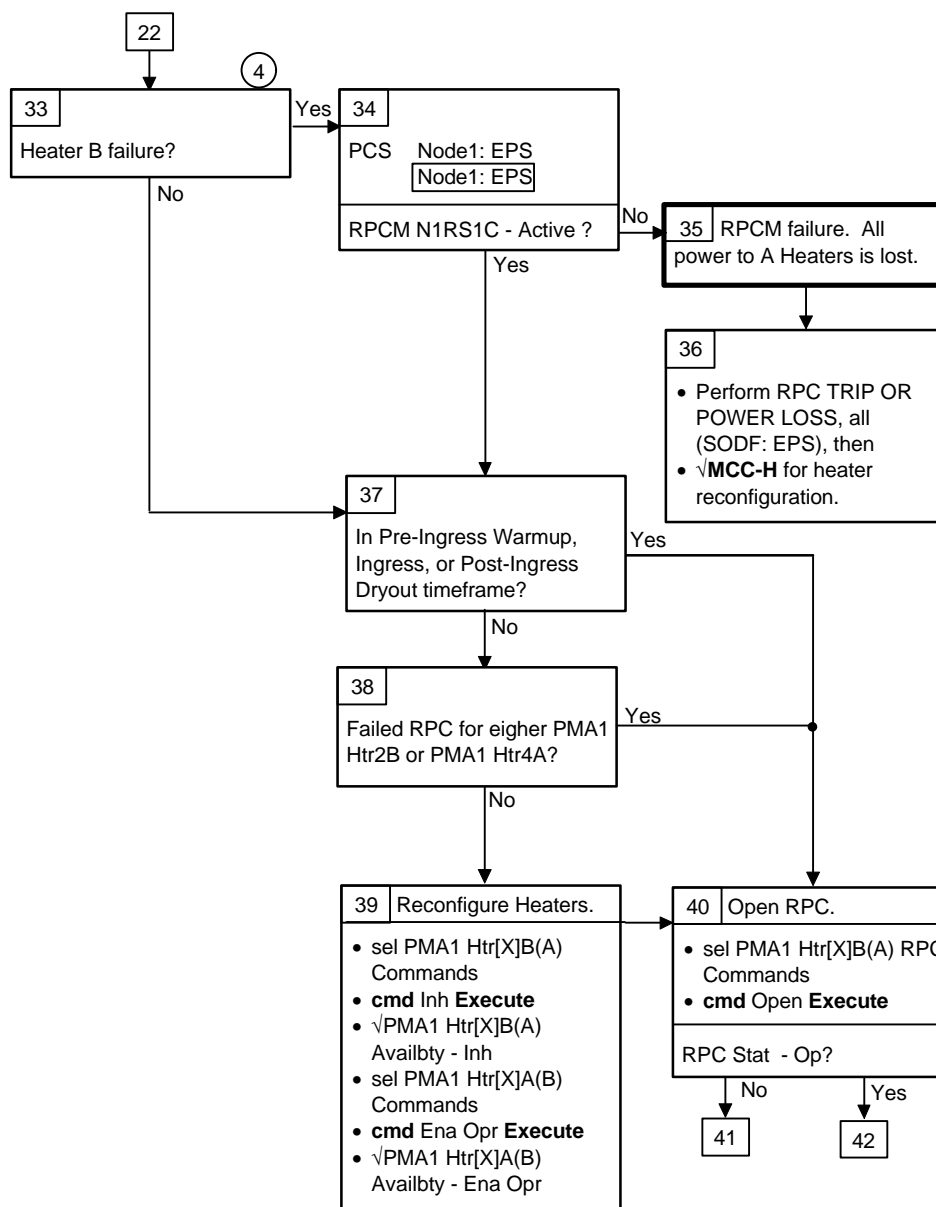 22
4
33
Heater B failure?
Yes
No
34
PCS Node1: EPS
Node1: EPS
RPCM N1RS1C - Active ?
No
Yes
35 RPCM failure. All
power to A Heaters is lost.
36
• Perform RPC TRIP OR
POWER LOSS, all
(SODF: EPS), then
• √MCC-H for heater
reconfiguration.
37
In Pre-Ingress Warmup,
Ingress, or Post-Ingress
Dryout timeframe?
Yes
No
38
Failed RPC for eigher PMA1
Htr2B or PMA1 Htr4A?
Yes
No
39 Reconfigure Heaters.
• sel PMA1 Htr[X]B(A)
Commands
• cmd Inh Execute
• √PMA1 Htr[X]B(A)
Availbty - Inh
• sel PMA1 Htr[X]A(B)
Commands
• cmd Ena Opr Execute
• √PMA1 Htr[X]A(B)
Availbty - Ena Opr
40 Open RPC.
• sel PMA1 Htr[X]B(A) RPC
Commands
• cmd Open Execute
RPC Stat - Op?
No
Yes
41
42